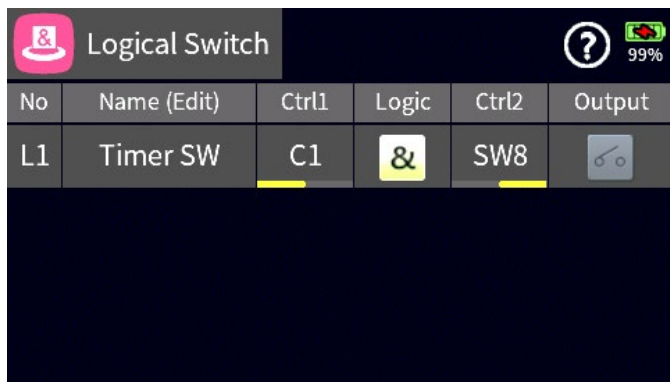 & Logical Switch ? 99%
No Name (Edit) Ctrl1 Logic Ctrl2 Output
L1 Timer SW C1 & SW8